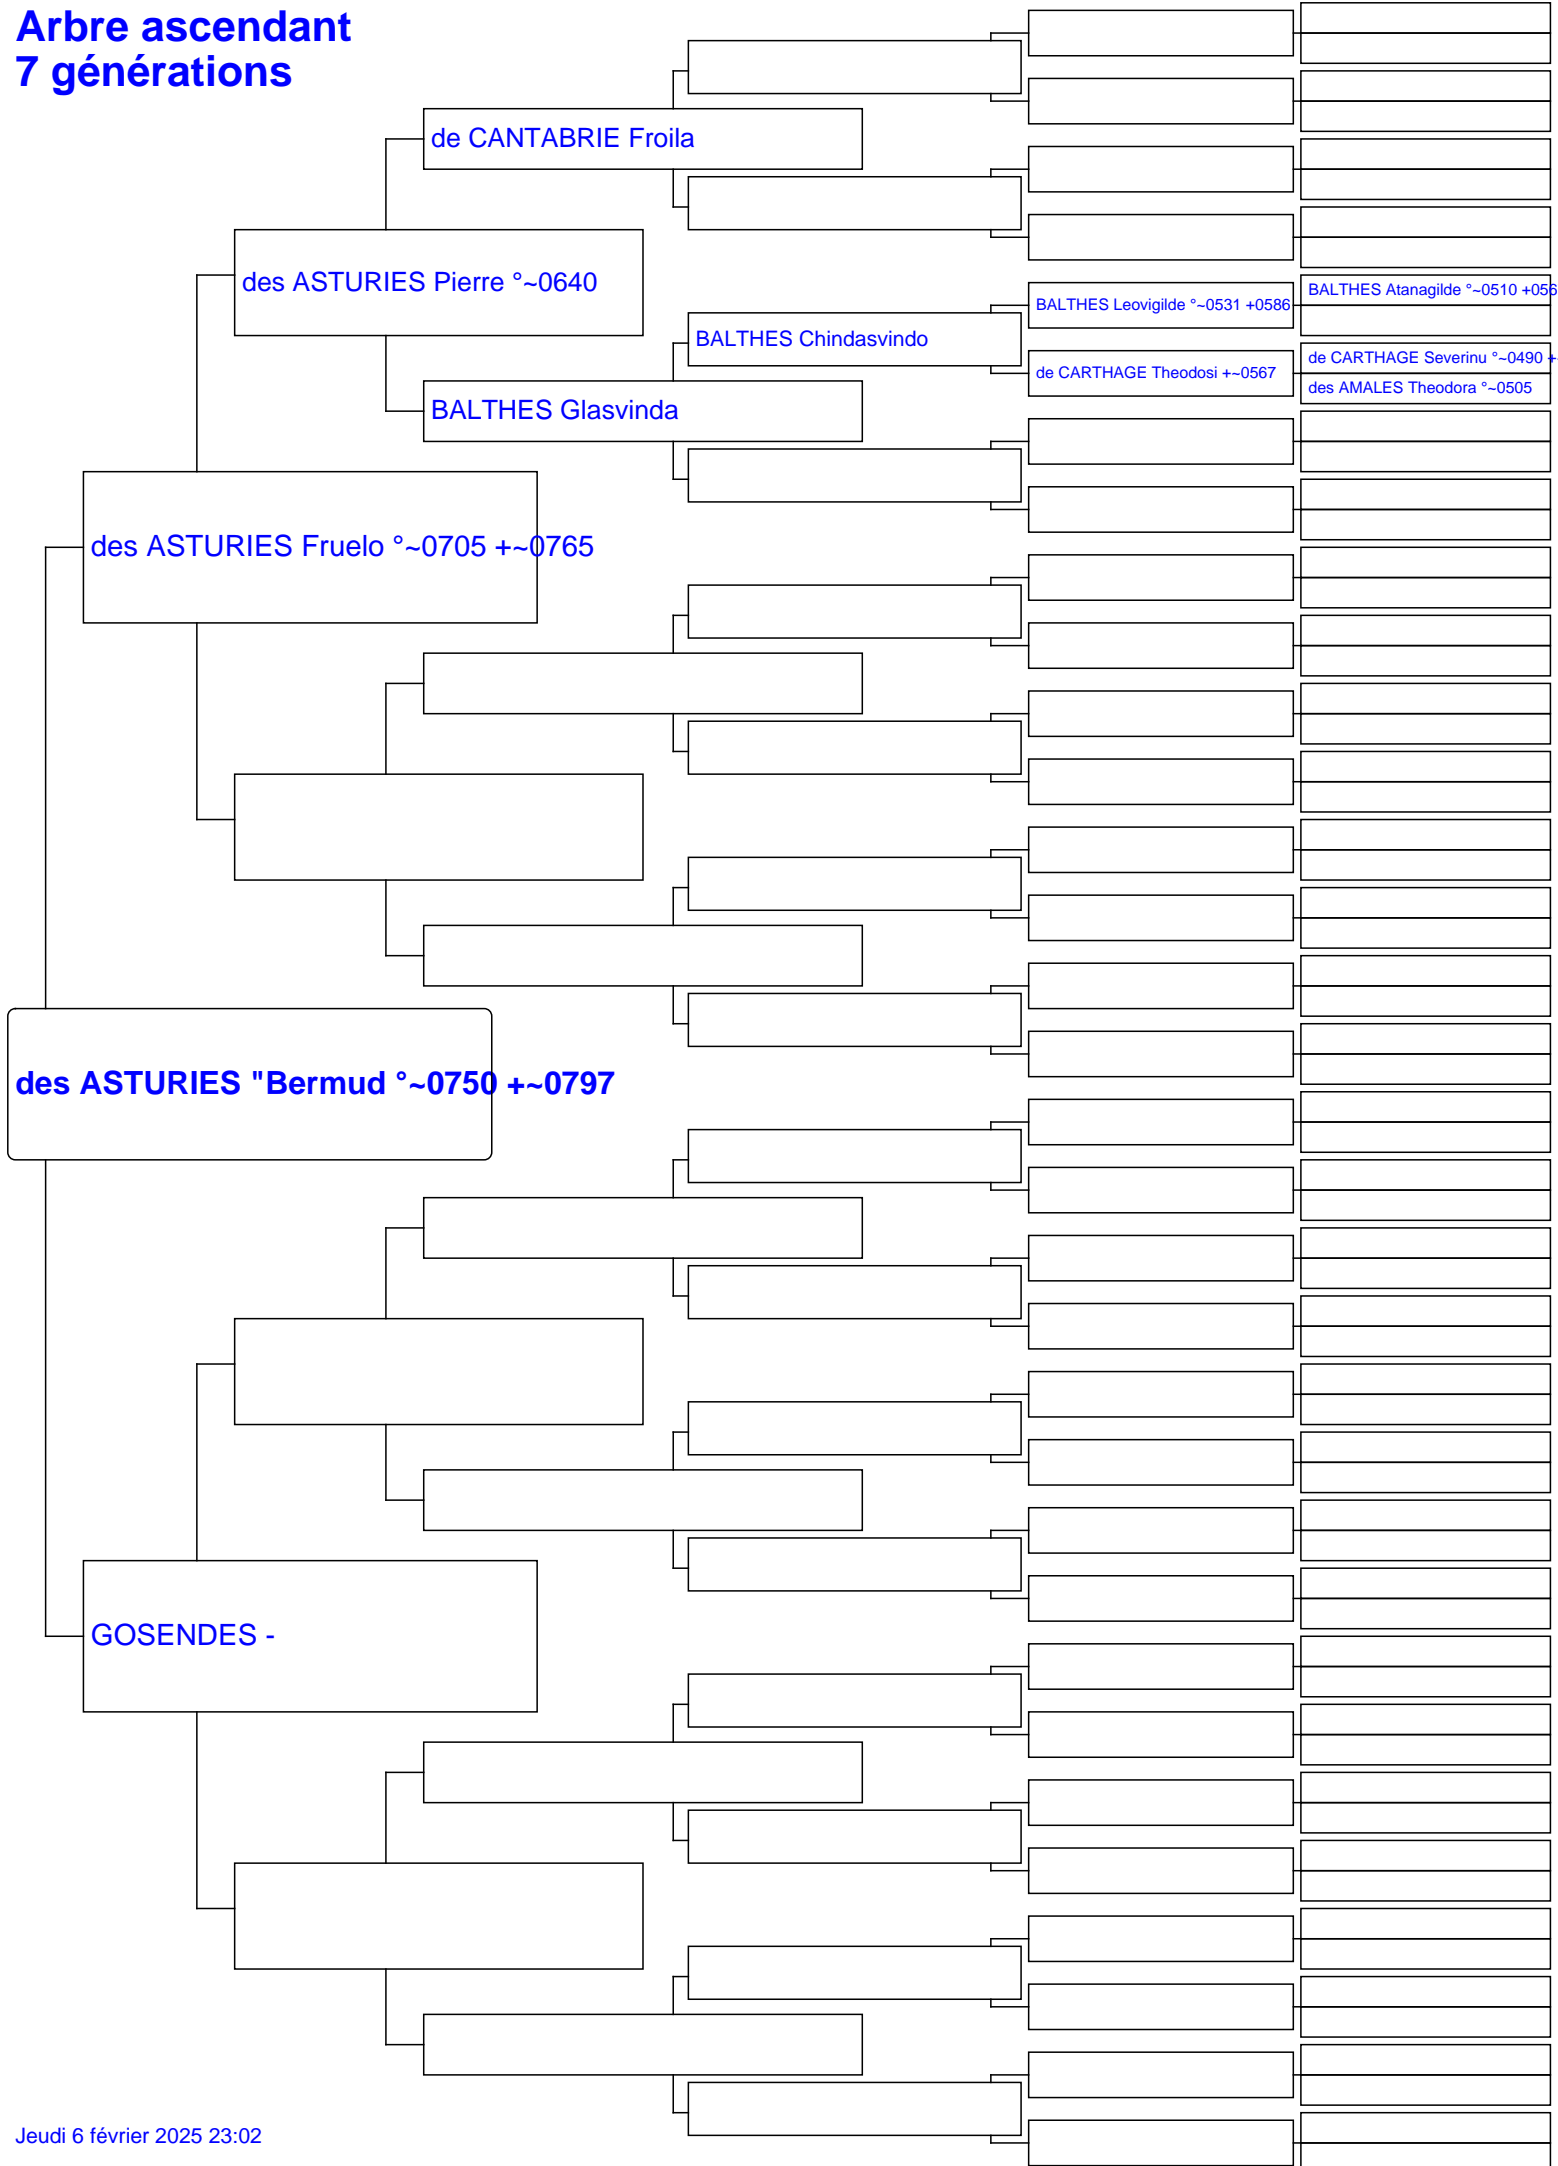 Arbre ascendant
7 générations
de CANTABRIE Froila
des ASTURIES Pierre °~0640
BALTHES Atanagilde °~0510 +056
BALTHES Leovigilde °~0531 +0586
BALTHES Chindasvindo
de CARTHAGE Severinu °~0490 +
de CARTHAGE Theodosi +~0567
des AMALES Theodora °~0505
BALTHES Glasvinda
des ASTURIES Fruelo °~0705 +~0765
des ASTURIES "Bermud °~0750 +~0797
GOSENDES -
Jeudi 6 février 2025 23:02